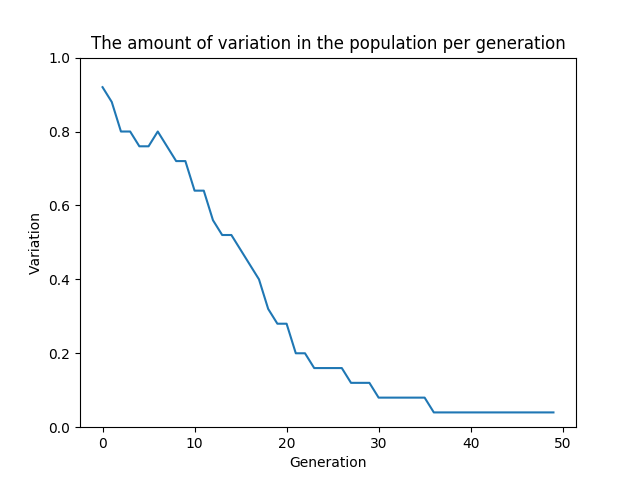 The amount of variation in the population per generation
1.0
0.8
0.6
0.4
0.2
0.0
Variation
0 10 20 30 40 50
Generation